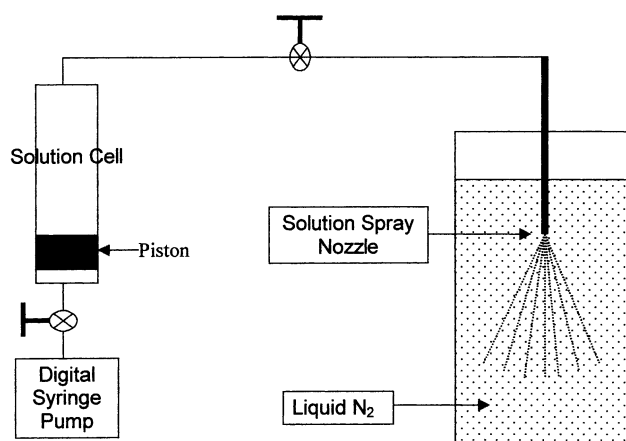 Solution Cell
Piston
Digital
Syringe
Pump
Solution Spray
Nozzle
Liquid N₂